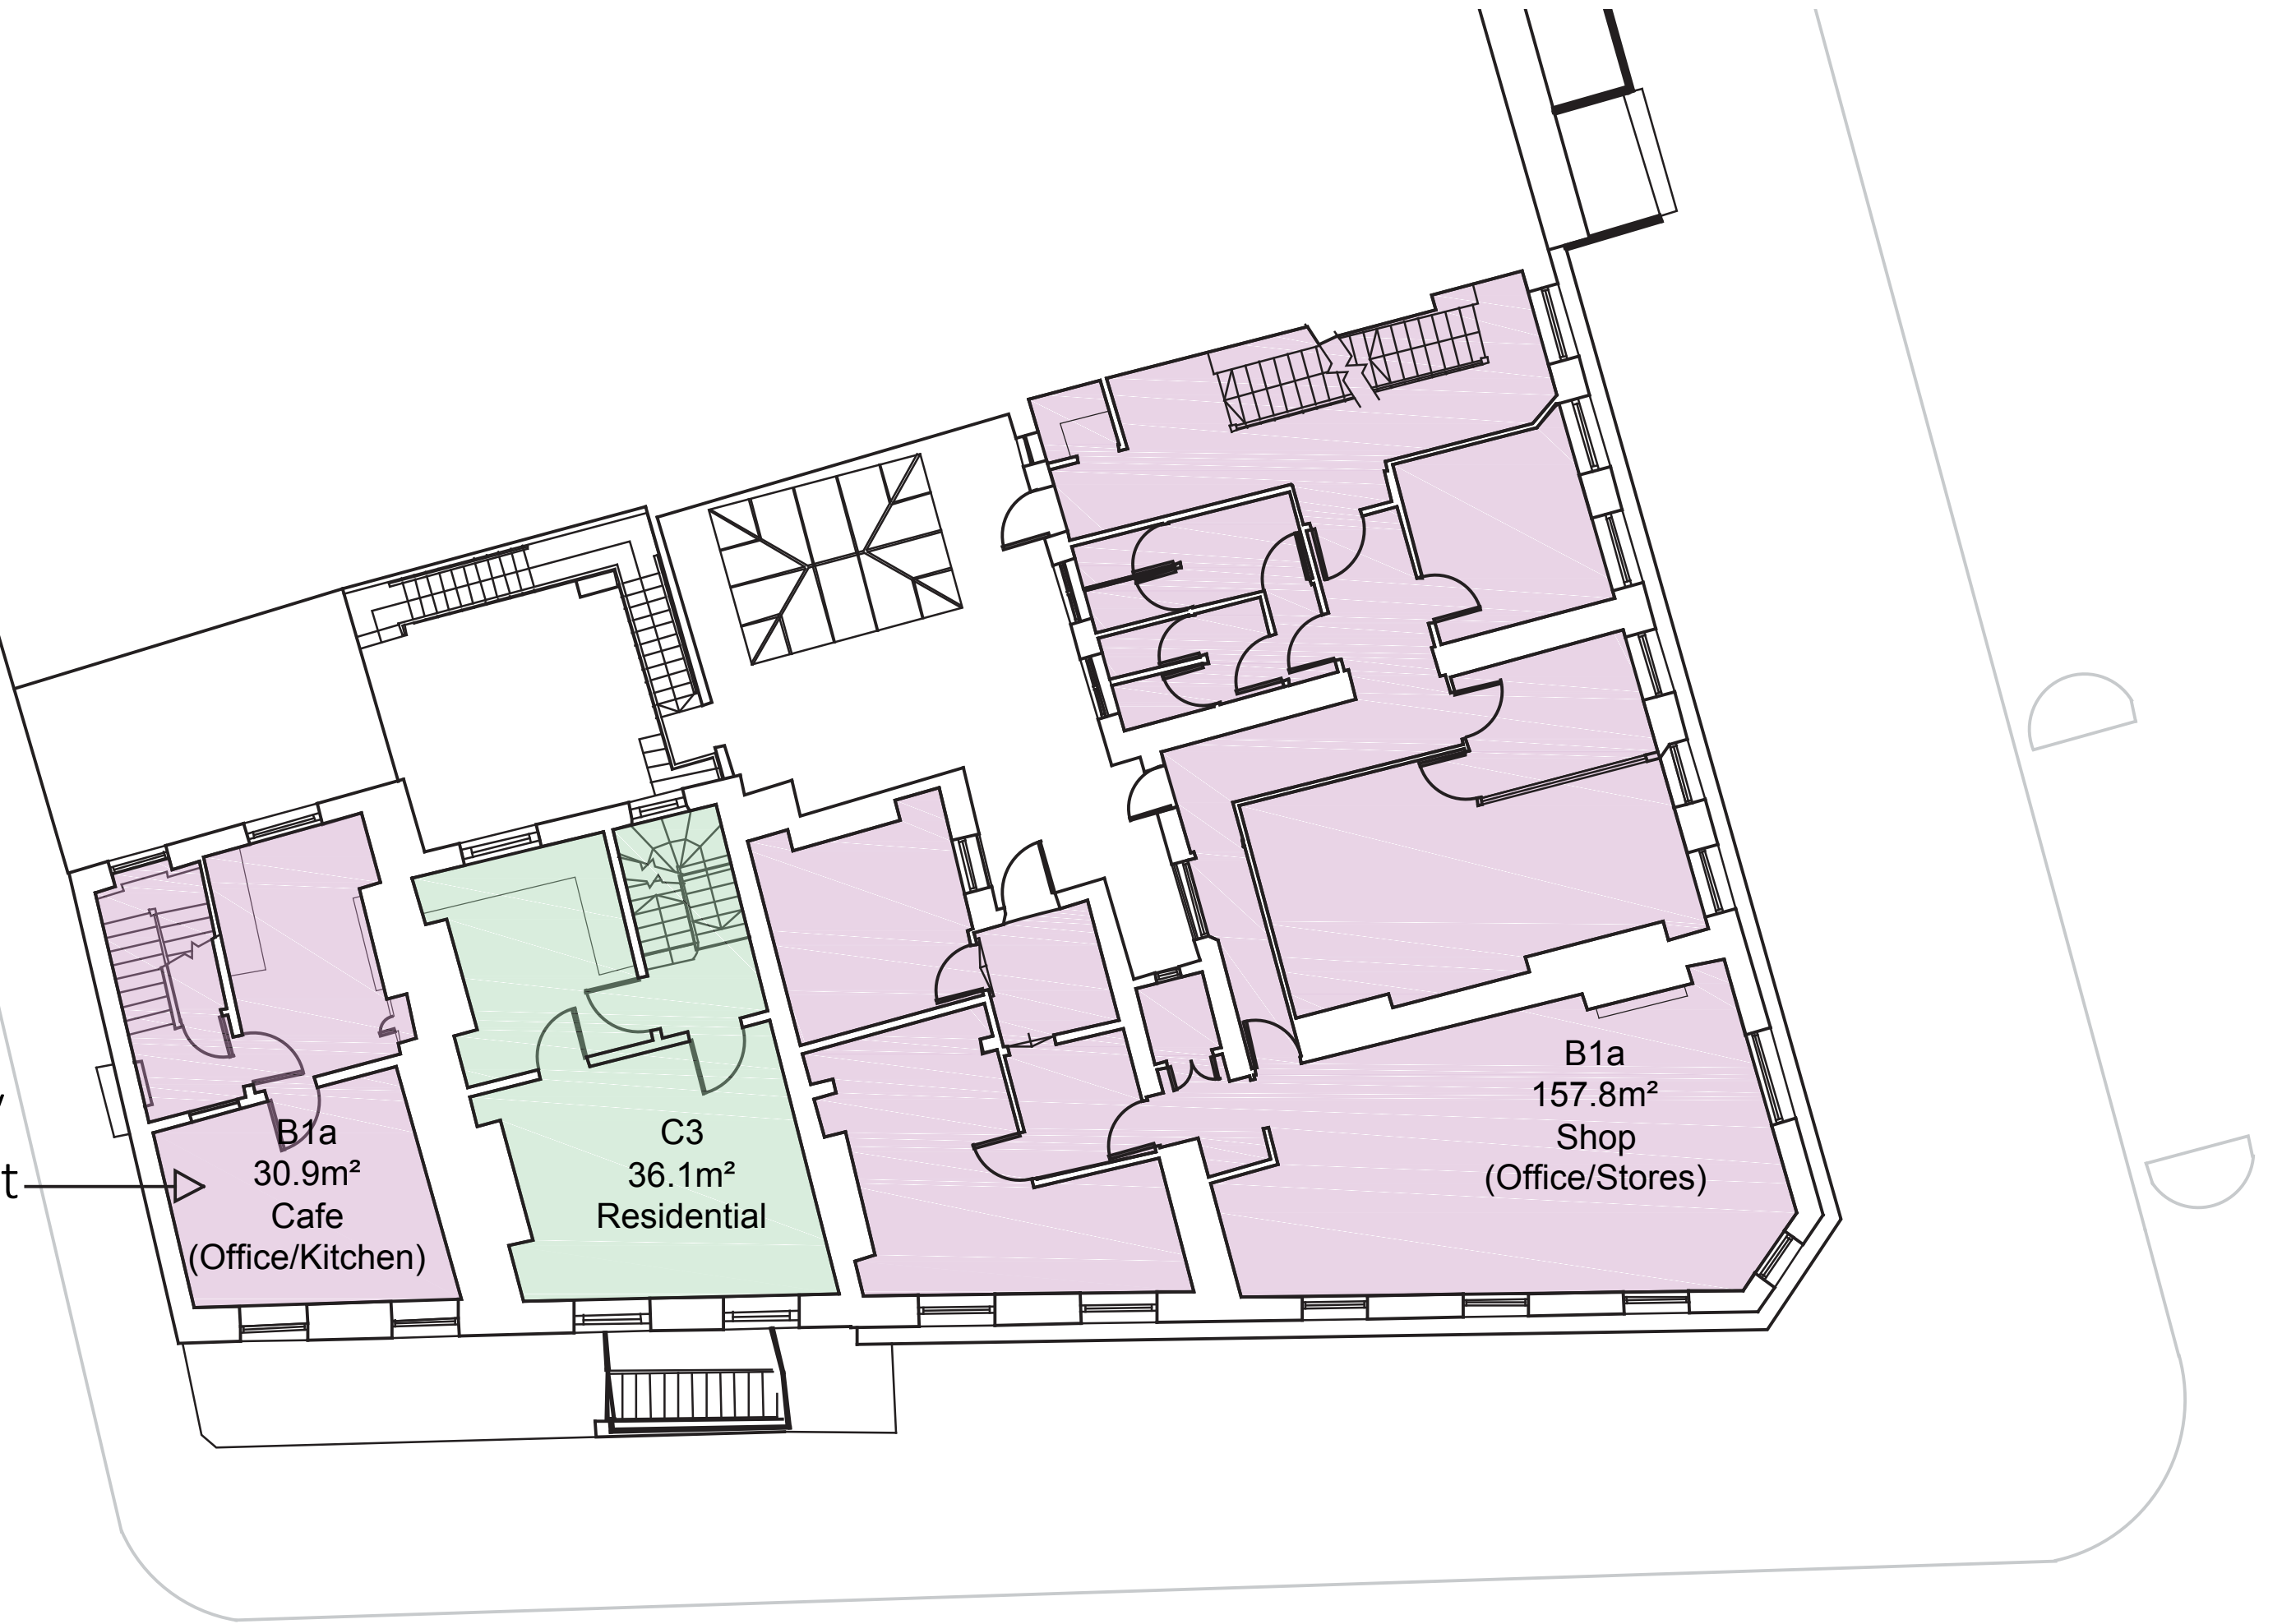 B1a
30.9m²
Cafe
(Office/Kitchen)
C3
36.1m²
Residential
B1a
157.8m²
Shop
(Office/Stores)